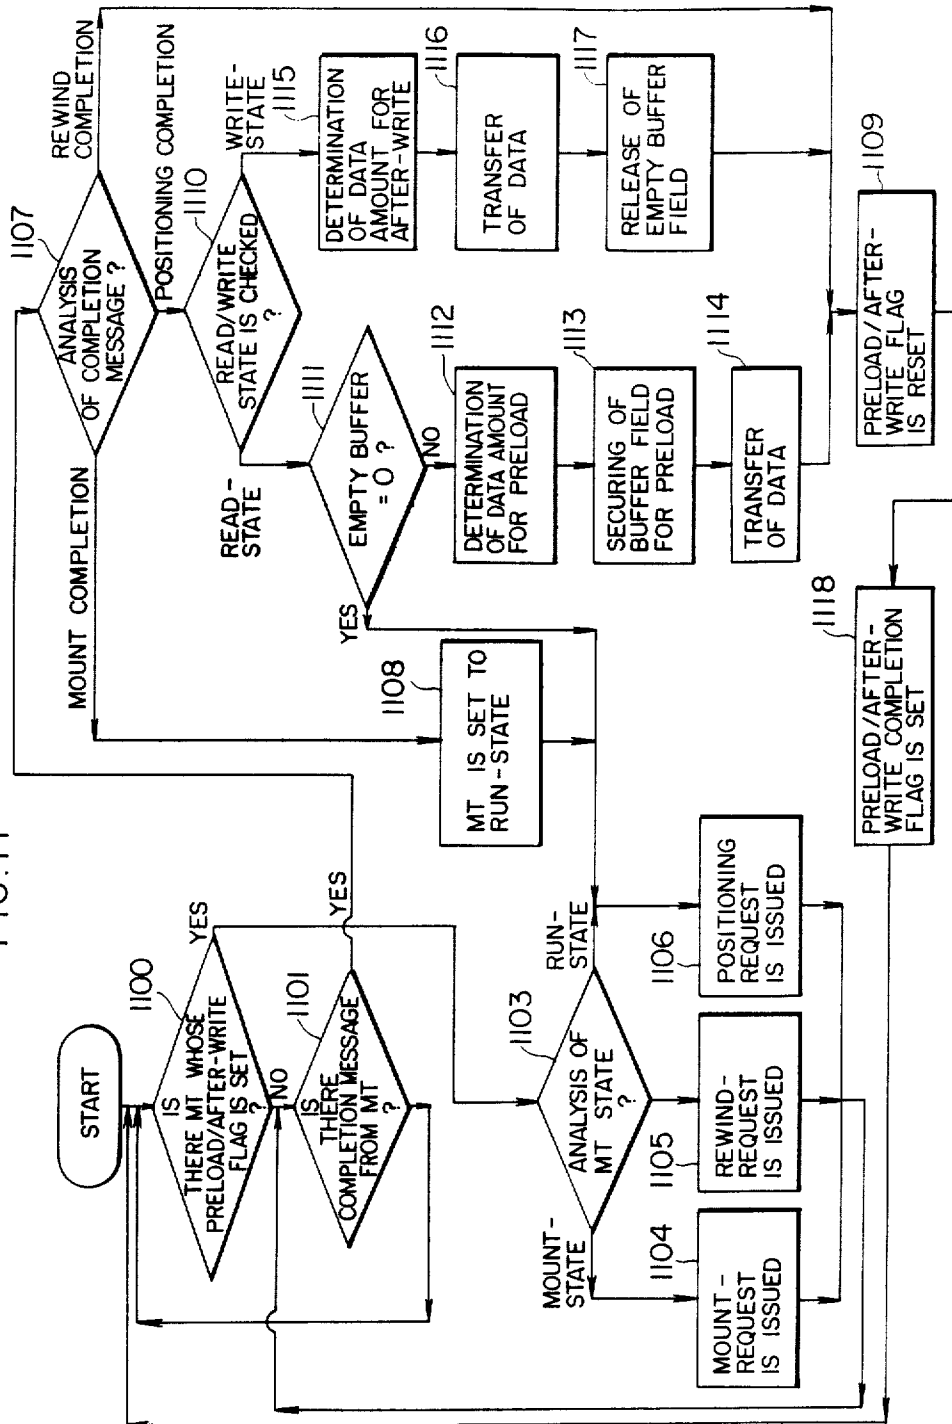 FIG. 11
START
1100
IS
THERE MT WHOSE
PRELOAD/AFTER-WRITE
FLAG IS SET
?
YES
NO
1101
IS
THERE
COMPLETION MESSAGE
FROM MT
?
YES
1103
ANALYSIS OF
MT STATE
?
MOUNT-
STATE
RUN-
STATE
1104
MOUNT-
REQUEST
IS ISSUED
1105
REWIND-
REQUEST
IS ISSUED
1106
POSITIONING
REQUEST
IS ISSUED
1107
ANALYSIS
OF COMPLETION
MESSAGE ?
MOUNT COMPLETION
REWIND
COMPLETION
POSITIONING COMPLETION
1108
MT IS SET TO
RUN-STATE
1110
READ/WRITE
STATE IS CHECKED
?
READ-
STATE
WRITE-
STATE
1111
EMPTY BUFFER
= 0 ?
YES
NO
1112
DETERMINATION
OF DATA AMOUNT
FOR PRELOAD
1113
SECURING OF
BUFFER FIELD
FOR PRELOAD
1114
TRANSFER
OF DATA
1115
DETERMINATION
OF DATA
AMOUNT FOR
AFTER-WRITE
1116
TRANSFER
OF DATA
1117
RELEASE OF
EMPTY BUFFER
FIELD
1109
PRELOAD/AFTER-
WRITE FLAG
IS RESET
1118
PRELOAD/AFTER-
WRITE COMPLETION
FLAG IS SET